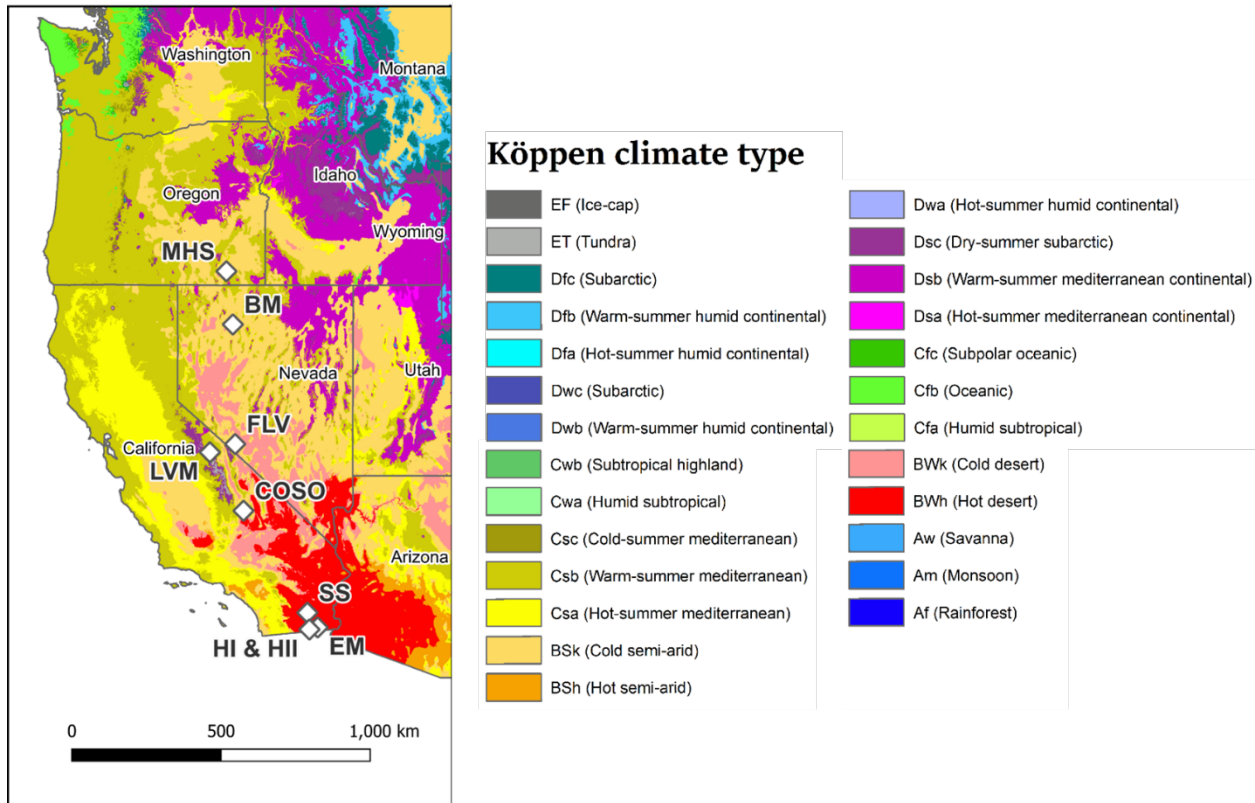 Washington
Montana
Idaho
Oregon
Wyoming
MHS
BM
Nevada
Utah
FLV
California
LVM
COSO
Arizona
SS
HI & HII
EM
0 500 1,000 km
Köppen climate type
EF (Ice-cap)
ET (Tundra)
Dfc (Subarctic)
Dfb (Warm-summer humid continental)
Dfa (Hot-summer humid continental)
Dwc (Subarctic)
Dwb (Warm-summer humid continental)
Cwb (Subtropical highland)
Cwa (Humid subtropical)
Csc (Cold-summer mediterranean)
Csb (Warm-summer mediterranean)
Csa (Hot-summer mediterranean)
BSk (Cold semi-arid)
BSh (Hot semi-arid)
Dwa (Hot-summer humid continental)
Dsc (Dry-summer subarctic)
Dsb (Warm-summer mediterranean continental)
Dsa (Hot-summer mediterranean continental)
Cfc (Subpolar oceanic)
Cfb (Oceanic)
Cfa (Humid subtropical)
BWk (Cold desert)
BWh (Hot desert)
Aw (Savanna)
Am (Monsoon)
Af (Rainforest)